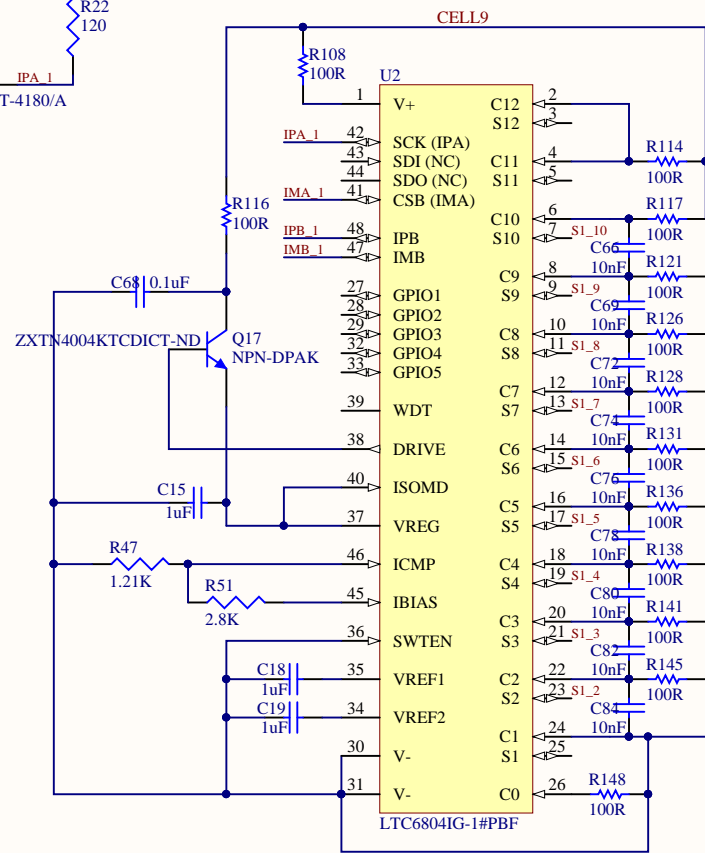 R22
120
IPA_1
T-4180/A
CELL9
R108
100R
U2
1
V+
42
IPA_1
SCK (IPA)
43
SDI (NC)
44
SDO (NC)
41
IMA_1
CSB (IMA)
R116
100R
48
IPB_1
IPB
47
IMB_1
IMB
27
GPIO1
28
GPIO2
29
GPIO3
32
GPIO4
33
GPIO5
C68 0.1uF
ZXTN4004KTCDICT-ND
Q17
NPN-DPAK
39
WDT
38
DRIVE
40
ISOMD
C15
1uF
37
VREG
R47
1.21K
46
ICMP
R51
2.8K
45
IBIAS
36
SWTEN
C18
1uF
35
VREF1
C19
1uF
34
VREF2
30
V-
31
V-
C12
2
S12
3
C11
4
R114
100R
S11
5
C10
6
R117
100R
S10
7
S1_10
C66
10nF
C9
8
R121
100R
S9
9
S1_9
C69
10nF
C8
10
R126
100R
S8
11
S1_8
C72
10nF
C7
12
R128
100R
S7
13
S1_7
C74
10nF
C6
14
R131
100R
S6
15
S1_6
C76
10nF
C5
16
R136
100R
S5
17
S1_5
C78
10nF
C4
18
R138
100R
S4
19
S1_4
C80
10nF
C3
20
R141
100R
S3
21
S1_3
C82
10nF
C2
22
R145
100R
S2
23
S1_2
C84
10nF
C1
24
S1
25
C0
26
R148
100R
LTC6804IG-1#PBF